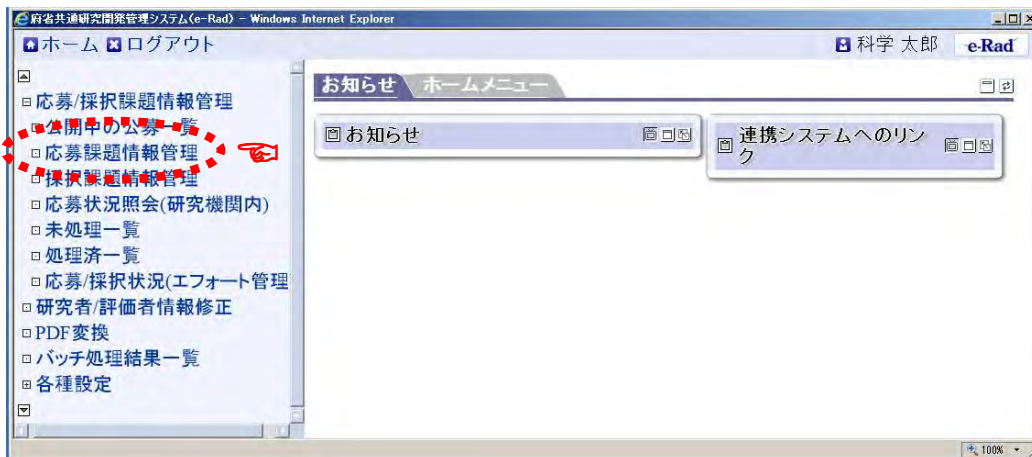 府省共通研究開発管理システム(e-Rad) - Windows Internet Explorer
ホーム ログアウト
科学 太郎 e-Rad
応募/採択課題情報管理
公開中の公募一覧
応募課題情報管理
採択課題情報管理
応募状況照会(研究機関内)
未処理一覧
処理済一覧
応募/採択状況(エフォート管理
研究者/評価者情報修正
PDF変換
バッチ処理結果一覧
各種設定
お知らせ ホームメニュー
お知らせ
連携システムへのリン
ク
100%